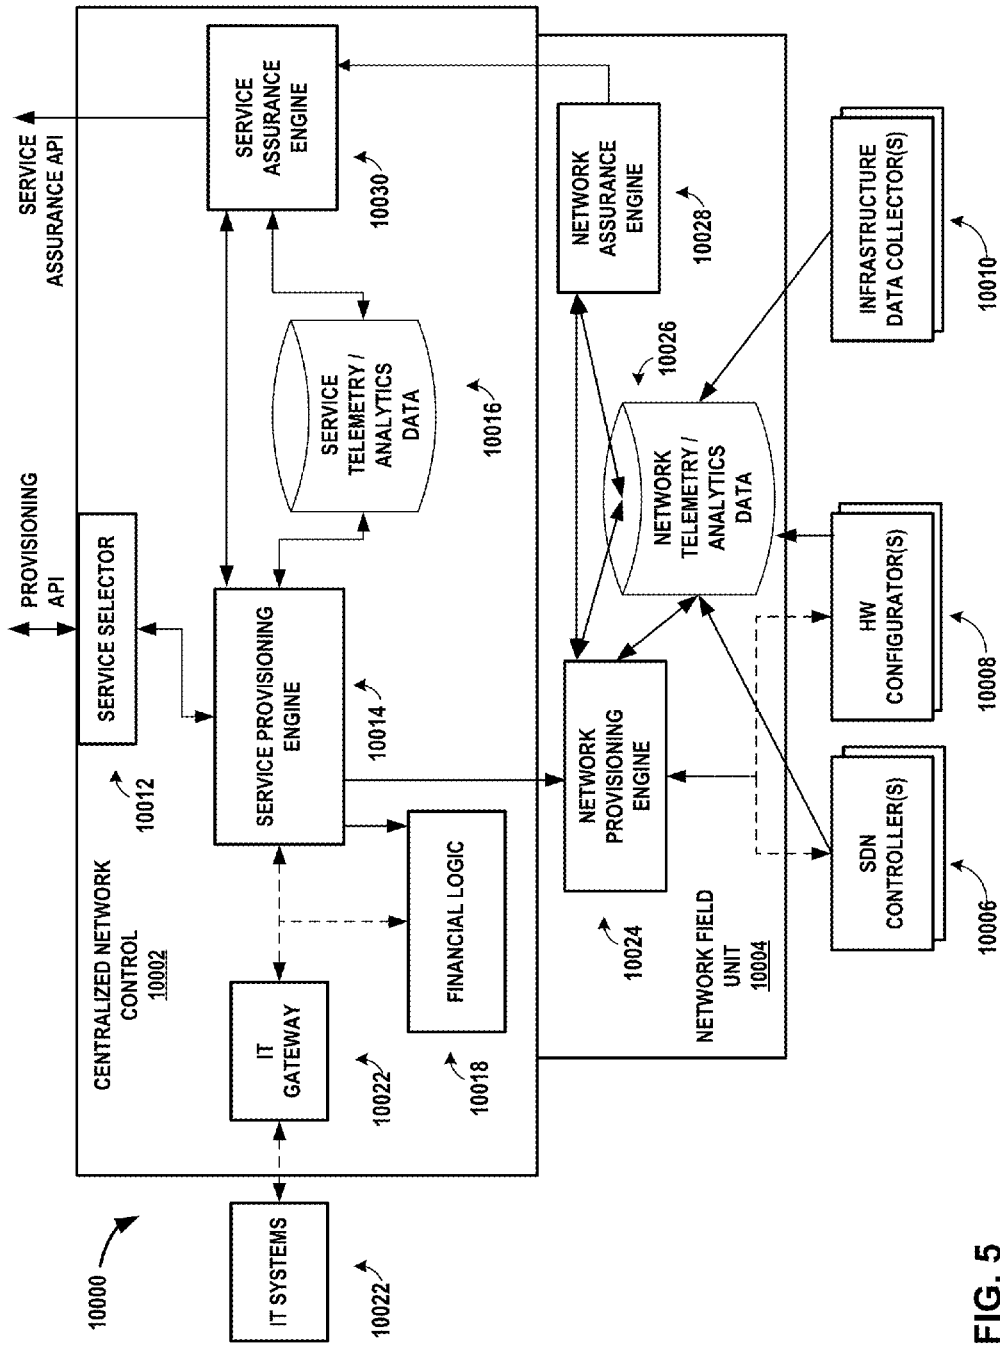 10000
CENTRALIZED NETWORK
CONTROL
10002
PROVISIONING
API
SERVICE
ASSURANCE API
SERVICE SELECTOR
10012
IT SYSTEMS
10022
IT
GATEWAY
10022
SERVICE PROVISIONING
ENGINE
10014
SERVICE
TELEMETRY /
ANALYTICS
DATA
10016
SERVICE
ASSURANCE
ENGINE
10030
FINANCIAL LOGIC
10018
NETWORK
PROVISIONING
ENGINE
10024
NETWORK
TELEMETRY /
ANALYTICS
DATA
10026
NETWORK
ASSURANCE
ENGINE
10028
NETWORK FIELD
UNIT
10004
SDN
CONTROLLER(S)
10006
HW
CONFIGURATOR(S)
10008
INFRASTRUCTURE
DATA COLLECTOR(S)
10010
FIG. 5